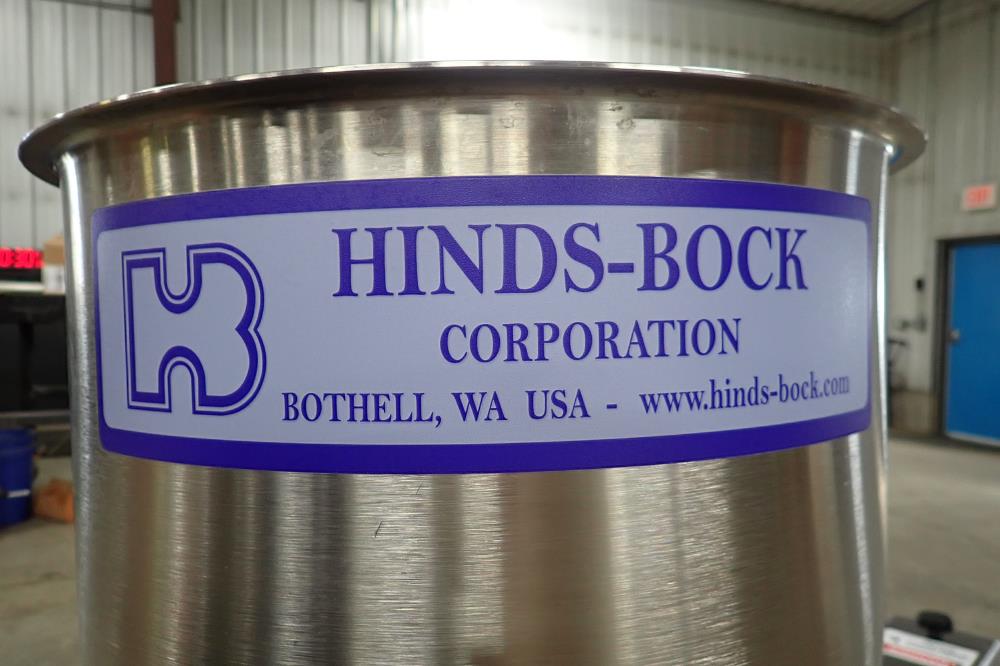 HINDS-BOCK
CORPORATION
BOTHELL, WA USA - www.hinds-bock.com